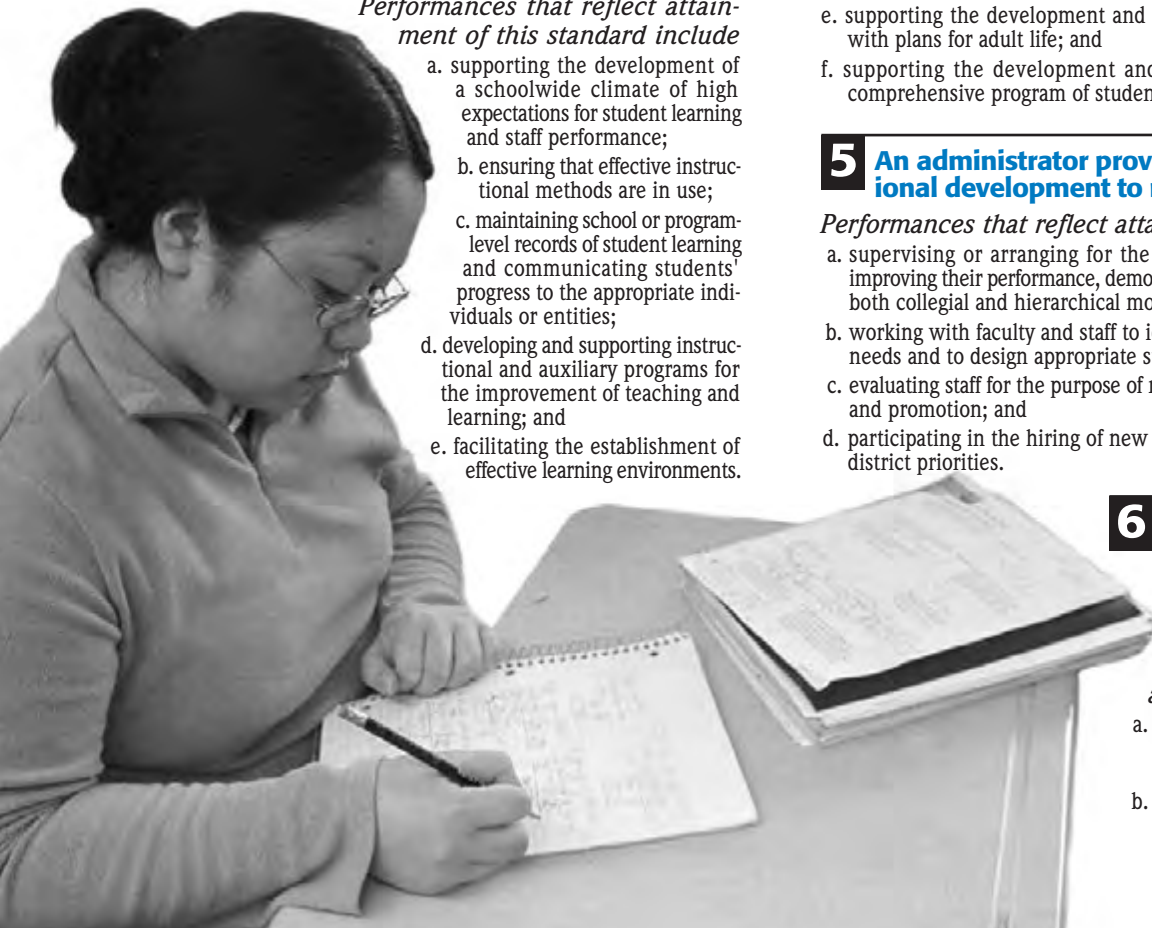 Performances that reflect attain-
ment of this standard include
a. supporting the development of
a schoolwide climate of high
expectations for student learning
and staff performance;
b. ensuring that effective instruc-
tional methods are in use;
c. maintaining school or program-
level records of student learning
and communicating students'
progress to the appropriate indi-
viduals or entities;
d. developing and supporting instruc-
tional and auxiliary programs for
the improvement of teaching and
learning; and
e. facilitating the establishment of
effective learning environments.
e. supporting the development and
with plans for adult life; and
f. supporting the development and
comprehensive program of studen
5 An administrator prov
ional development to
Performances that reflect atta
a. supervising or arranging for the
improving their performance, demo
both collegial and hierarchical mo
b. working with faculty and staff to i
needs and to design appropriate s
c. evaluating staff for the purpose of
and promotion; and
d. participating in the hiring of new
district priorities.
6
a.
b.